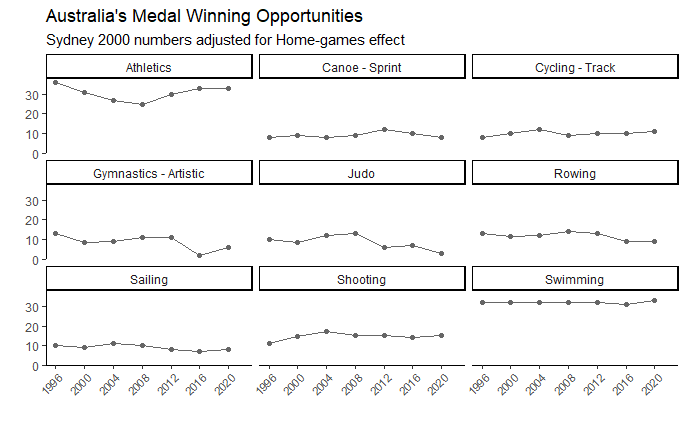 Australia's Medal Winning Opportunities
Sydney 2000 numbers adjusted for Home-games effect
Athletics Canoe - Sprint Cycling - Track
30
20
10
0
Gymnastics - Artistic Judo Rowing
30
20
10
0
Sailing Shooting Swimming
30
20
10
0
1996 2000 2004 2008 2012 2016 2020 1996 2000 2004 2008 2012 2016 2020 1996 2000 2004 2008 2012 2016 2020